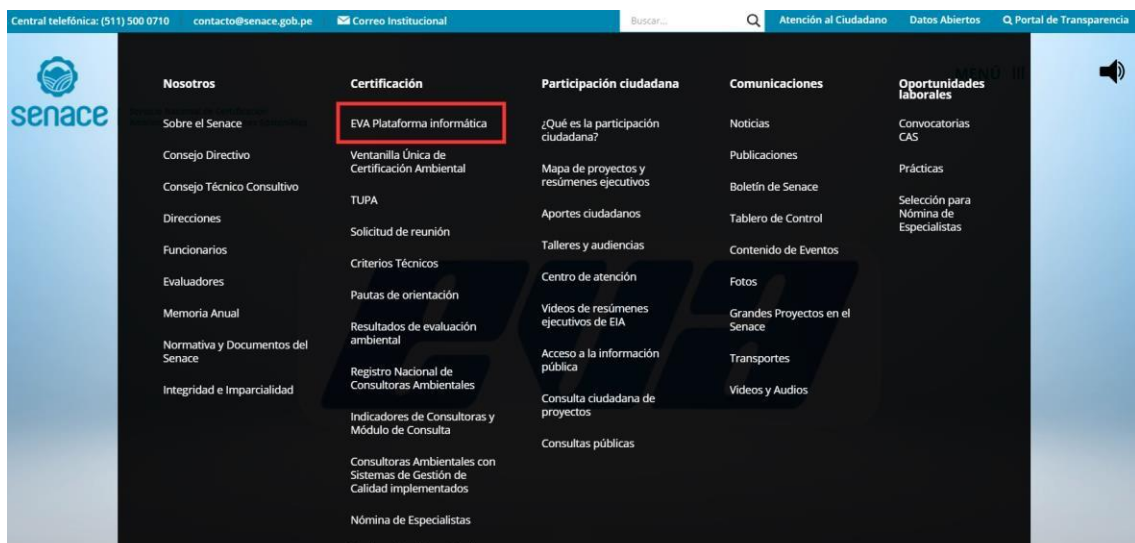 Central telefónica: (511) 500 0710 contacto@senace.gob.pe Correo Institucional Buscar... Atención al Ciudadano Datos Abiertos Portal de Transparencia
MENÚ
senace
Nosotros
Sobre el Senace
Consejo Directivo
Consejo Técnico Consultivo
Direcciones
Funcionarios
Evaluadores
Memoria Anual
Normativa y Documentos del
Senace
Integridad e Imparcialidad
Certificación
EVA Plataforma informática
Ventanilla Única de
Certificación Ambiental
TUPA
Solicitud de reunión
Criterios Técnicos
Pautas de orientación
Resultados de evaluación
ambiental
Registro Nacional de
Consultoras Ambientales
Indicadores de Consultoras y
Módulo de Consulta
Consultoras Ambientales con
Sistemas de Gestión de
Calidad implementados
Nómina de Especialistas
Participación ciudadana
¿Qué es la participación
ciudadana?
Mapa de proyectos y
resúmenes ejecutivos
Aportes ciudadanos
Talleres y audiencias
Centro de atención
Videos de resúmenes
ejecutivos de EIA
Acceso a la información
pública
Consulta ciudadana de
proyectos
Consultas públicas
Comunicaciones
Noticias
Publicaciones
Boletín de Senace
Tablero de Control
Contenido de Eventos
Fotos
Grandes Proyectos en el
Senace
Transportes
Videos y Audios
Oportunidades
laborales
Convocatorias
CAS
Prácticas
Selección para
Nómina de
Especialistas
eva